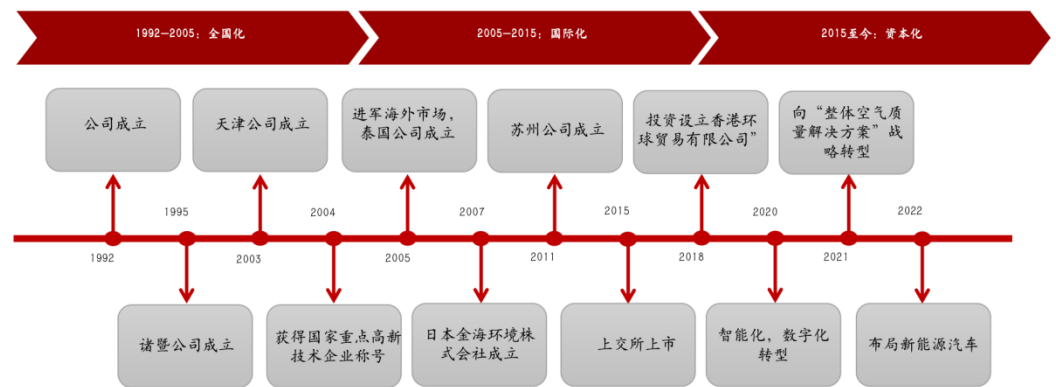 1992-2005：全国化
2005-2015：国际化
2015至今：资本化
公司成立
天津公司成立
进军海外市场，
泰国公司成立
苏州公司成立
投资设立香港环
球贸易有限公司”
向“整体空气质
量解决方案”战
略转型
1995
2004
2007
2015
2020
2022
1992
2003
2005
2011
2018
2021
诸暨公司成立
获得国家重点高新
技术企业称号
日本金海环境株
式会社成立
上交所上市
智能化，数字化
转型
布局新能源汽车